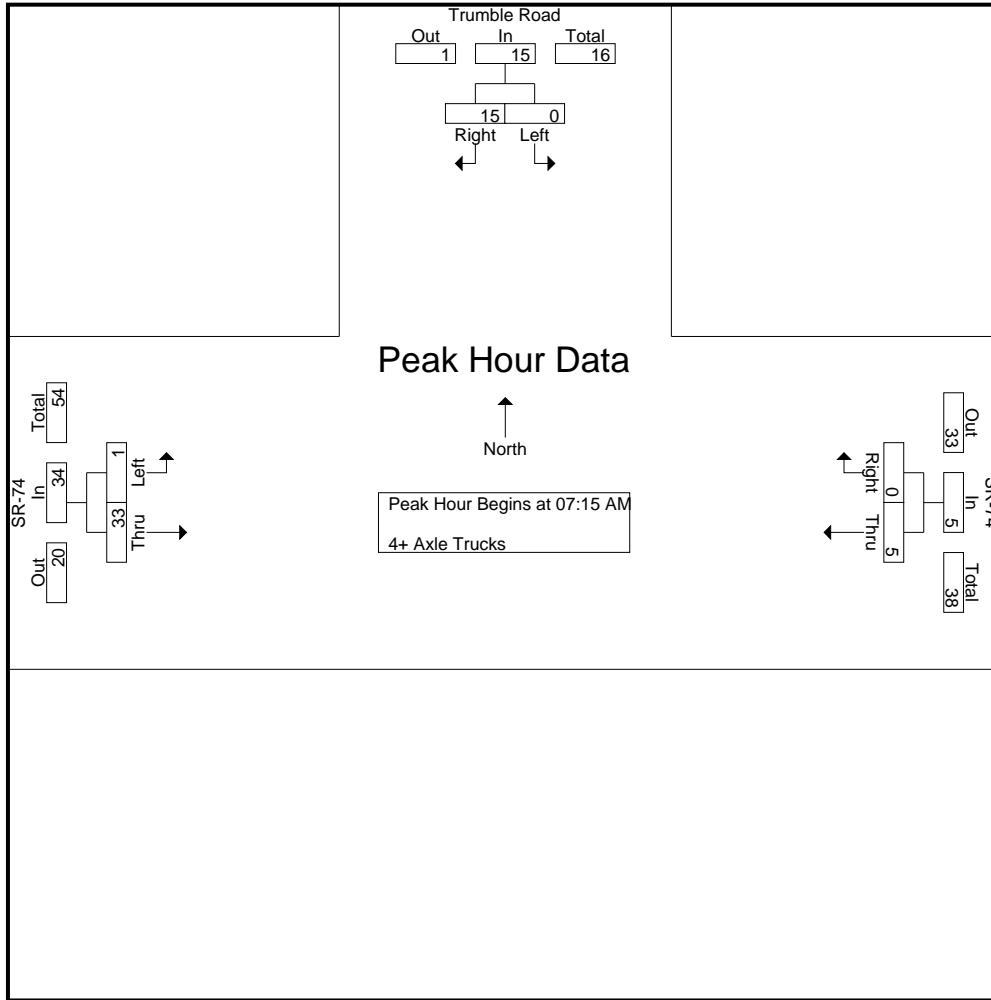 Trumble Road
Out In Total
1 15 16
15 0
Right Left
Peak Hour Data
North
Peak Hour Begins at 07:15 AM
4+ Axle Trucks
SR-74
Total 54
In 34
Out 20
Left 1
Thru 33
Right 0
Thru 5
Out 33
In 5
Total 38
SR-74